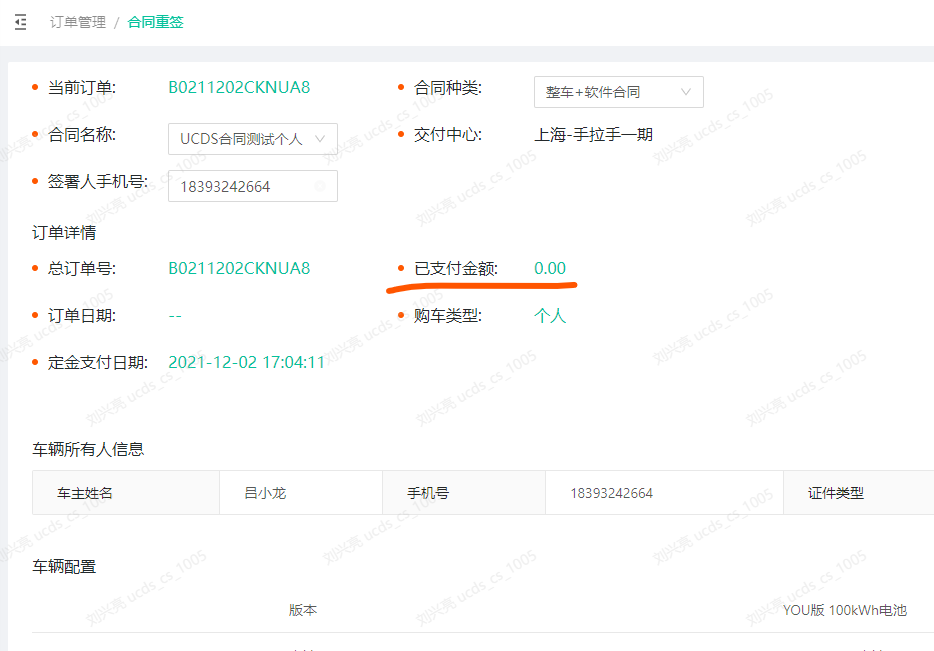 订单管理 / 合同重签
当前订单: B0211202CKNUA8 合同种类: 整车+软件合同
合同名称: UCDS合同测试个人 交付中心: 上海-手拉手一期
签署人手机号: 18393242664
订单详情
总订单号: B0211202CKNUA8 已支付金额: 0.00
订单日期: -- 购车类型: 个人
定金支付日期: 2021-12-02 17:04:11
车辆所有人信息
车主姓名 吕小龙 手机号 18393242664 证件类型
车辆配置
版本 YOU版 100kWh电池
刘兴亮 ucds_cs_1005